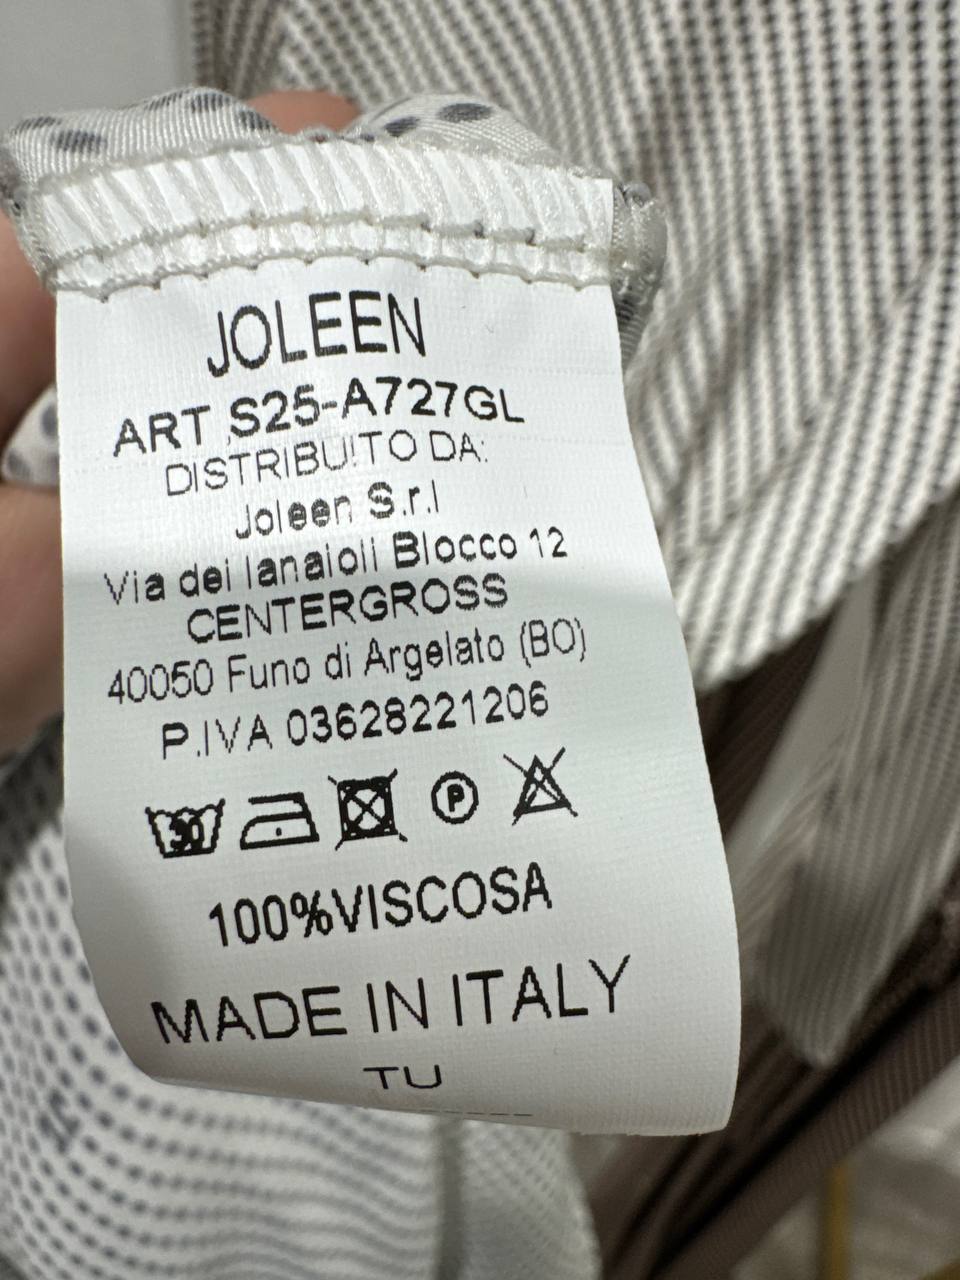 JOLEEN
ART S25-A727GL
DISTRIBUITO DA:
Joleen S.r.l
Via dei lanaioli Blocco 12
CENTERGROSS
40050 Funo di Argelato (BO)
P.IVA 03628221206
30 P
100%VISCOSA
MADE IN ITALY
TU